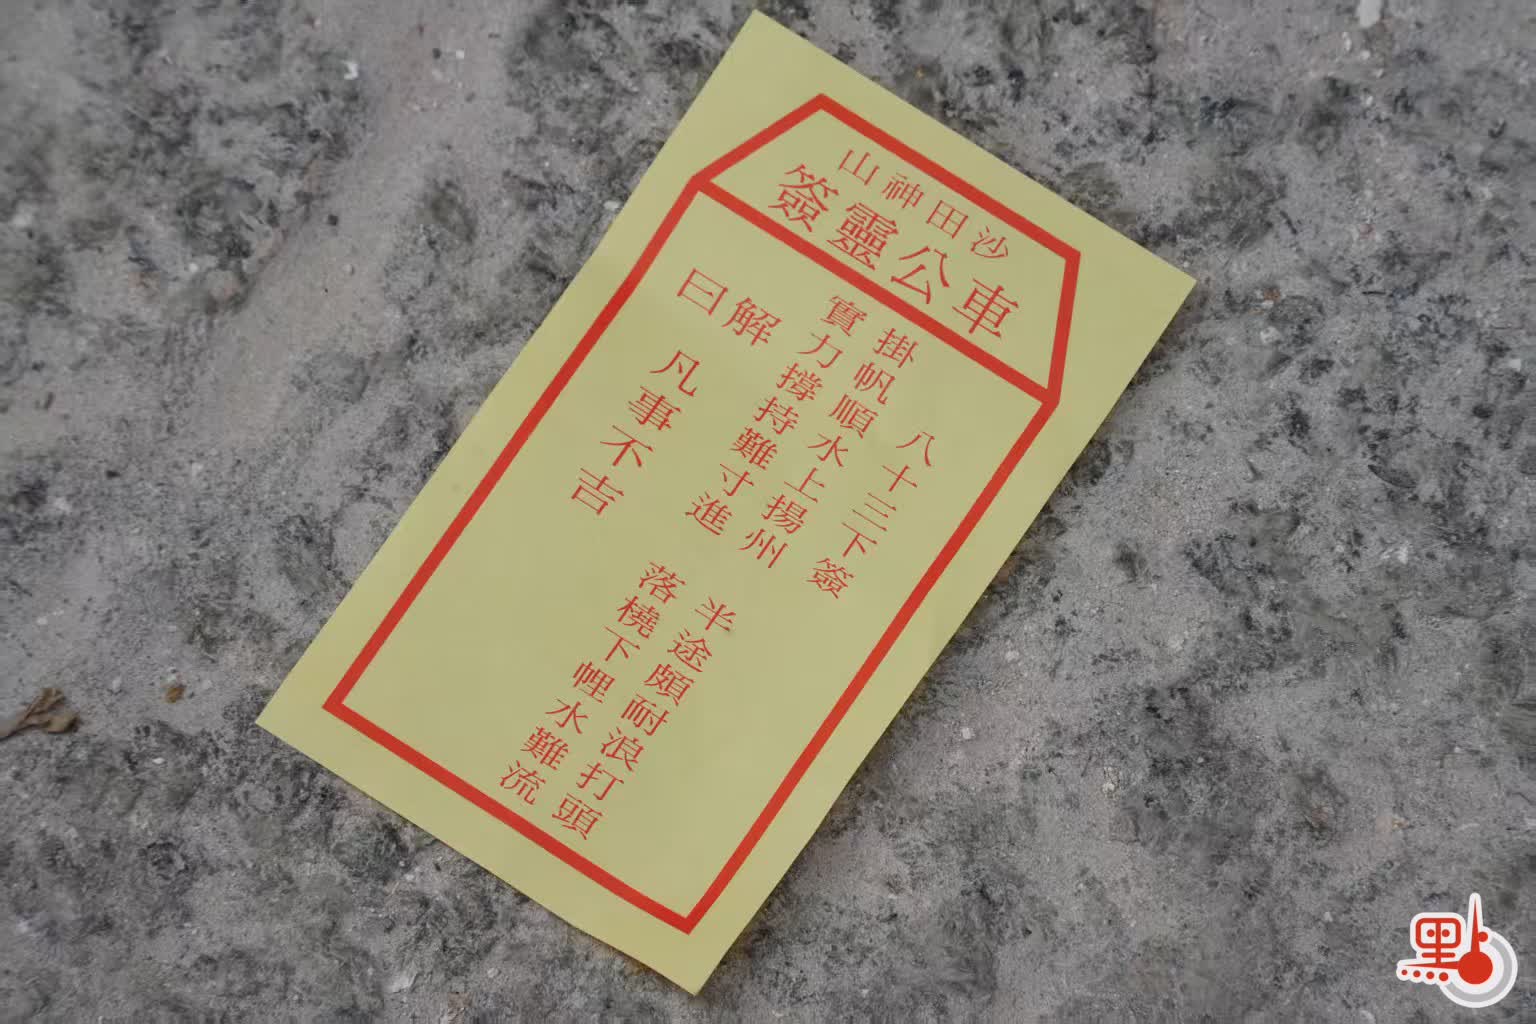 沙田神山
車公靈簽
八十三下簽
掛帆順水上揚州
半途頗耐浪打頭
實力撐持難寸進
落橈下悝水難流
解曰
凡事不吉
點